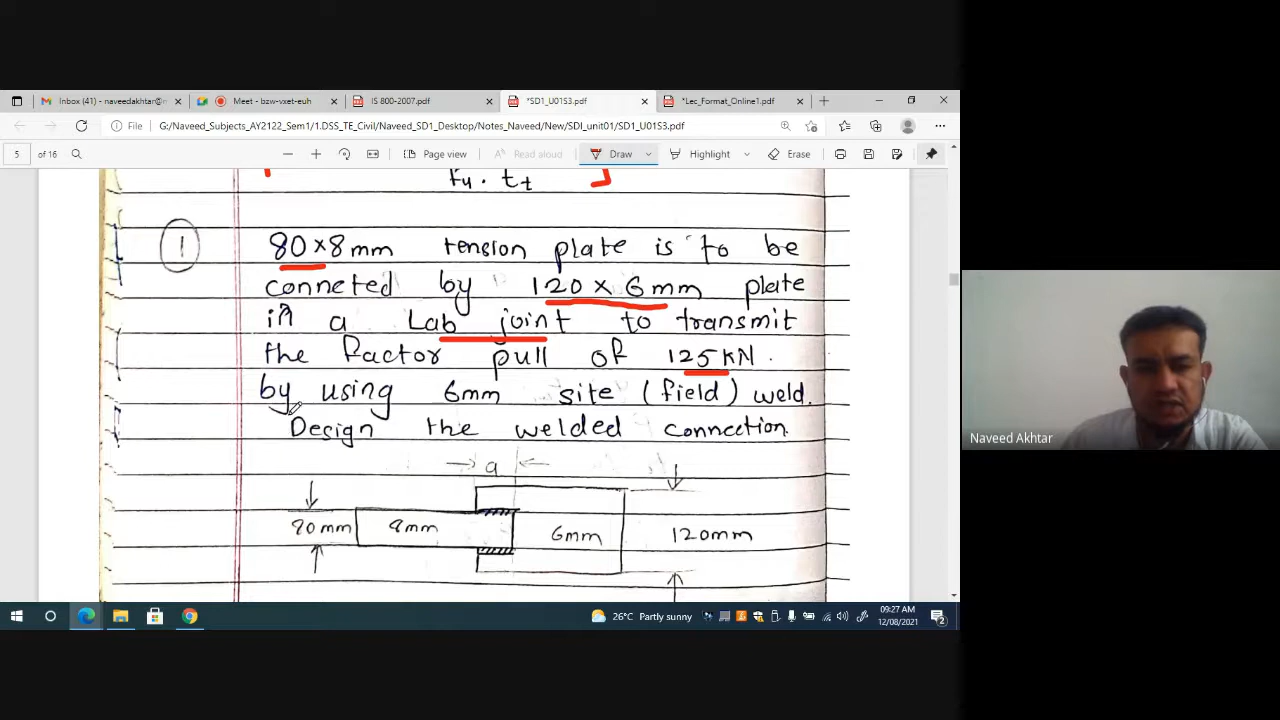 Inbox (41) - naveedakhtar@r
Meet - bzw-vxet-euh
IS 800-2007.pdf
*SD1_U01S3.pdf
*Lec_Format_Online1.pdf
File
G:/Naveed_Subjects_AY2122_Sem1/1.DSS_TE_Civil/Naveed_SD1_Desktop/Notes_Naveed/New/SDI_unit01/SD1_U01S3.pdf
5 of 16
Page view
Read aloud
Draw
Highlight
Erase
fy . tt
1
80 x 8mm tension plate is to be
conneted by 120 x 6 mm plate
in a Lab joint to transmit
the factor pull of 125 kN.
by using 6mm site (field) weld.
Design the welded connection.
a
80mm 8mm 6mm 120mm
Naveed Akhtar
26°C Partly sunny
09:27 AM
12/08/2021
2